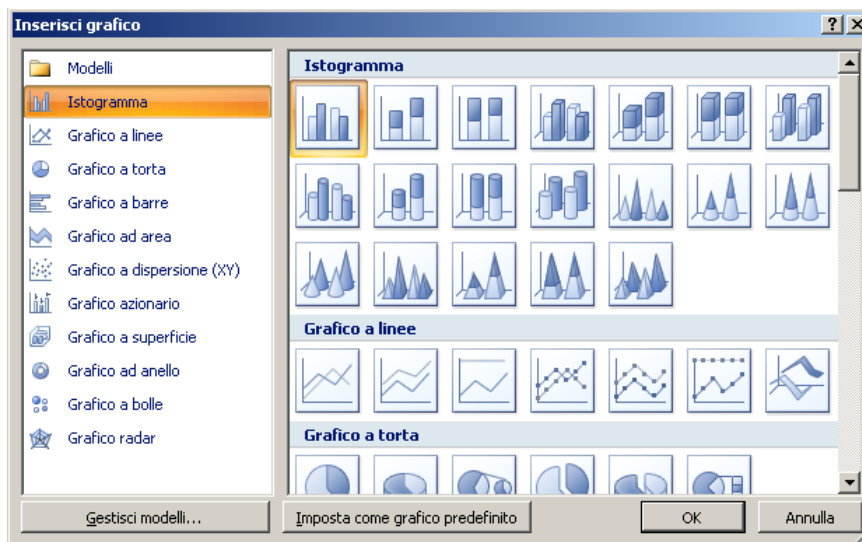 Inserisci grafico
Modelli
Istogramma
Grafico a linee
Grafico a torta
Grafico a barre
Grafico ad area
Grafico a dispersione (XY)
Grafico azionario
Grafico a superficie
Grafico ad anello
Grafico a bolle
Grafico radar
Istogramma
Grafico a linee
Grafico a torta
Gestisci modelli...
Imposta come grafico predefinito
OK
Annulla